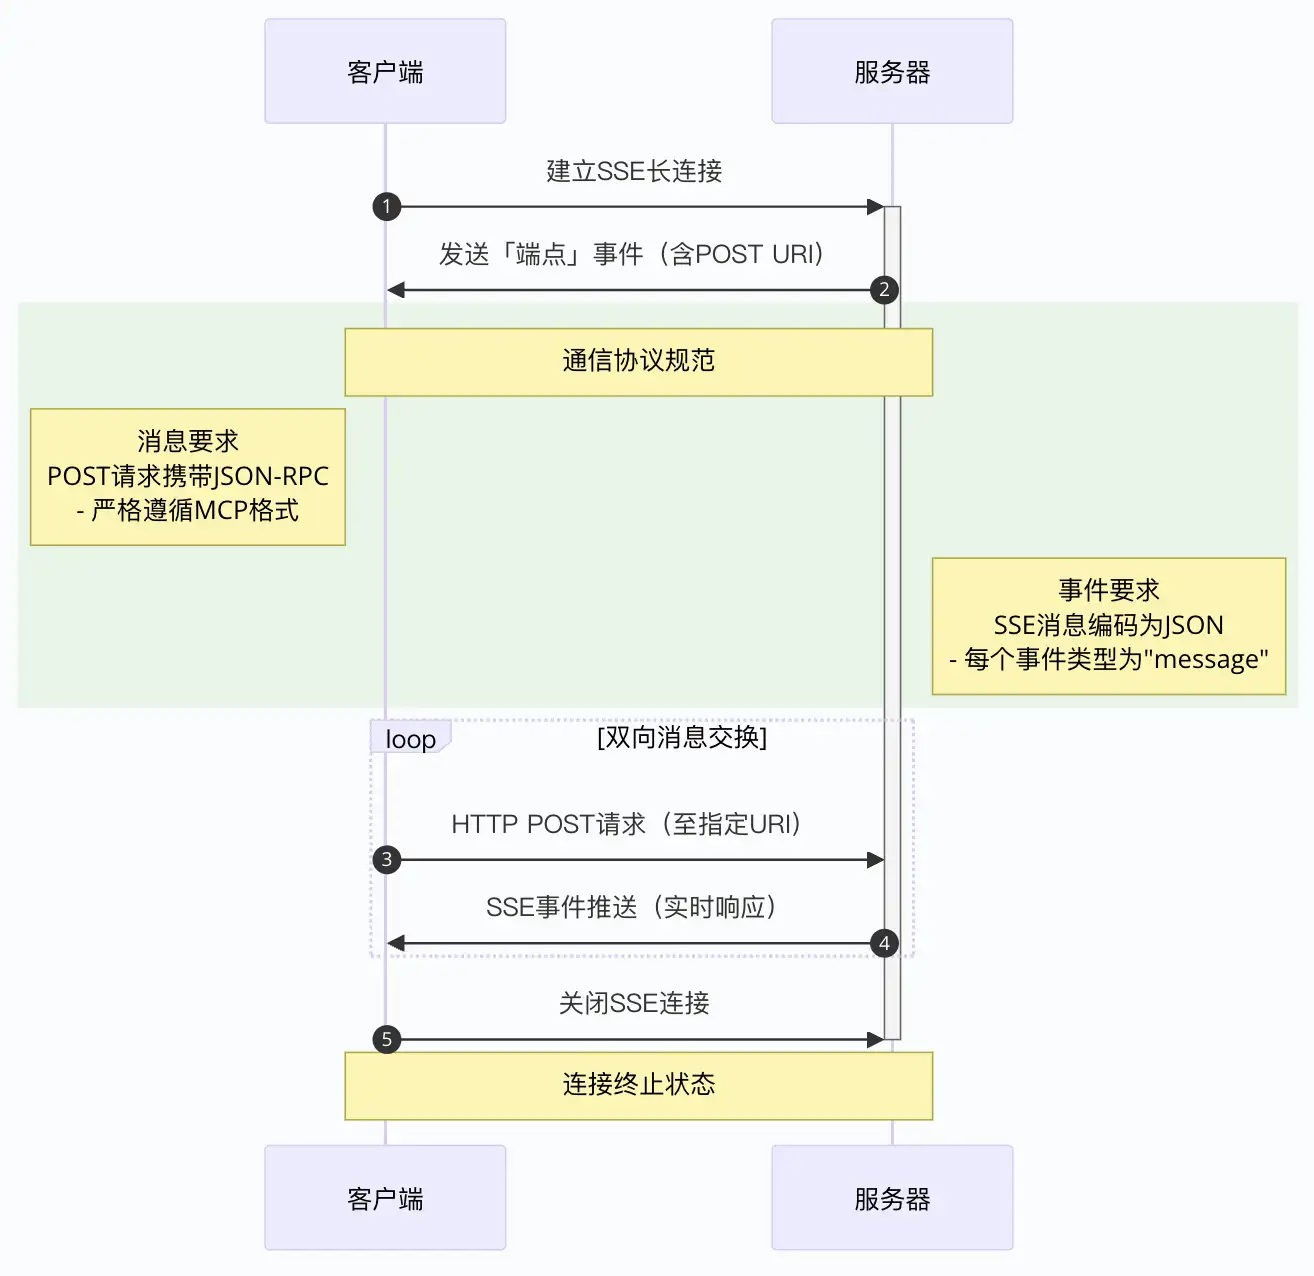 客户端
服务器
建立SSE长连接
1
发送「端点」事件（含POST URI）
2
通信协议规范
消息要求
POST请求携带JSON-RPC
- 严格遵循MCP格式
事件要求
SSE消息编码为JSON
- 每个事件类型为"message"
loop
[双向消息交换]
HTTP POST请求（至指定URI）
3
SSE事件推送（实时响应）
4
关闭SSE连接
5
连接终止状态
客户端
服务器